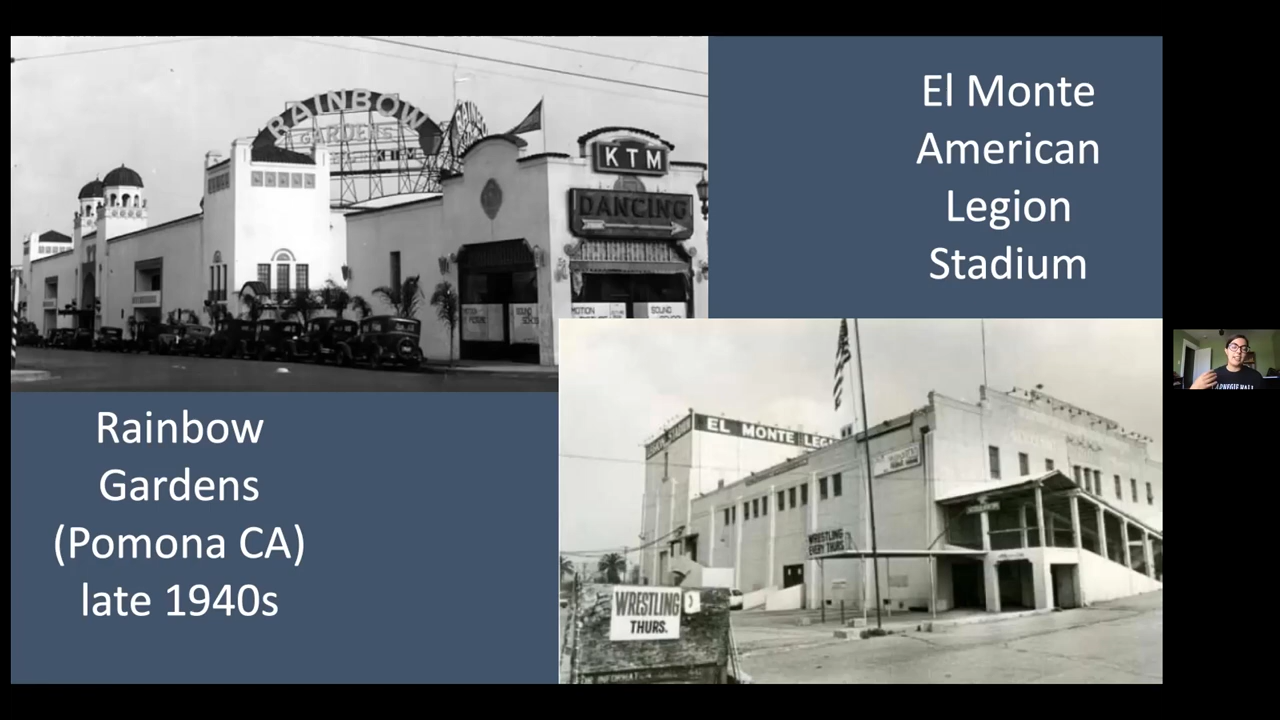 RAINBOW
GARDENS
KTM
DANCING
El Monte
American
Legion
Stadium
Rainbow
Gardens
(Pomona CA)
late 1940s
EL MONTE
WRESTLING
EVERY THURS.
WRESTLING
THURS.